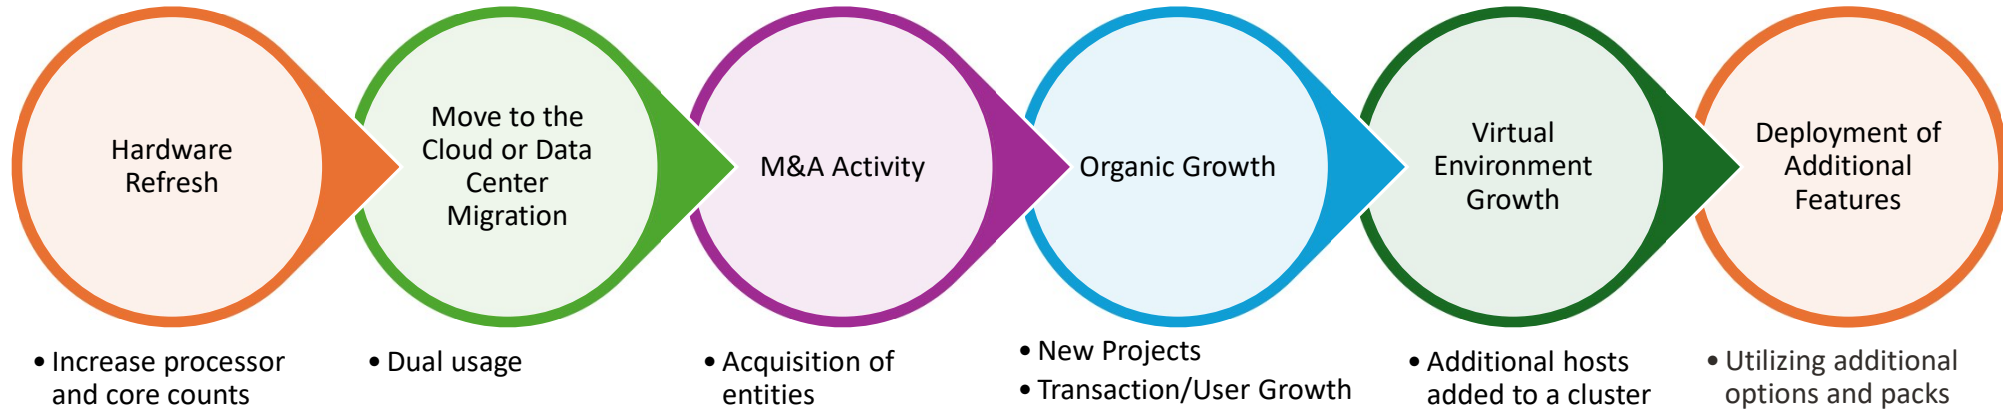 Hardware
Refresh
Move to the
Cloud or Data
Center
Migration
M&A Activity
Organic Growth
Virtual
Environment
Growth
Deployment of
Additional
Features
• Increase processor
and core counts
• Dual usage
• Acquisition of
entities
• New Projects
• Transaction/User Growth
• Additional hosts
added to a cluster
• Utilizing additional
options and packs